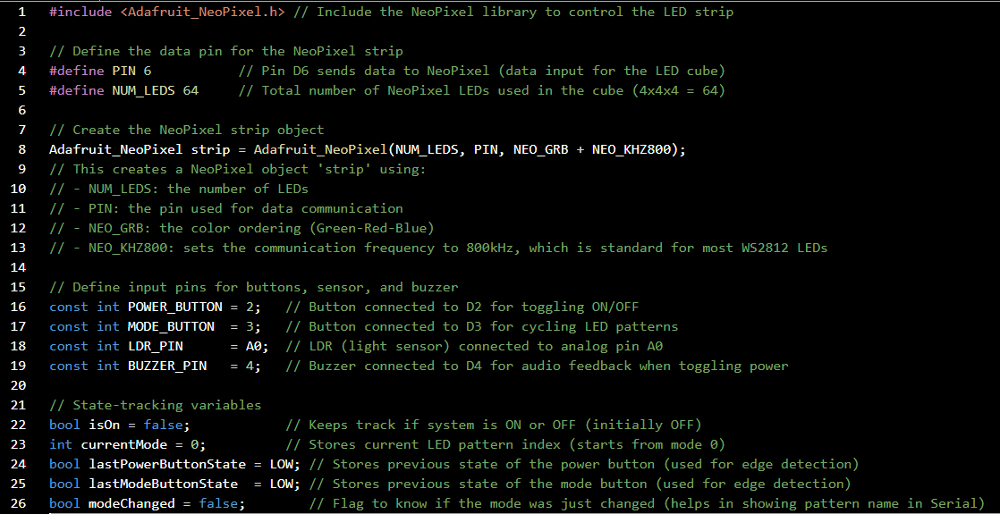 1 #include <Adafruit_NeoPixel.h> // Include the NeoPixel library to control the LED strip
2
3 // Define the data pin for the NeoPixel strip
4 #define PIN 6 // Pin D6 sends data to NeoPixel (data input for the LED cube)
5 #define NUM_LEDS 64 // Total number of NeoPixel LEDs used in the cube (4x4x4 = 64)
6
7 // Create the NeoPixel strip object
8 Adafruit_NeoPixel strip = Adafruit_NeoPixel(NUM_LEDS, PIN, NEO_GRB + NEO_KHZ800);
9 // This creates a NeoPixel object 'strip' using:
10 // - NUM_LEDS: the number of LEDs
11 // - PIN: the pin used for data communication
12 // - NEO_GRB: the color ordering (Green-Red-Blue)
13 // - NEO_KHZ800: sets the communication frequency to 800kHz, which is standard for most WS2812 LEDs
14
15 // Define input pins for buttons, sensor, and buzzer
16 const int POWER_BUTTON = 2; // Button connected to D2 for toggling ON/OFF
17 const int MODE_BUTTON = 3; // Button connected to D3 for cycling LED patterns
18 const int LDR_PIN = A0; // LDR (light sensor) connected to analog pin A0
19 const int BUZZER_PIN = 4; // Buzzer connected to D4 for audio feedback when toggling power
20
21 // State-tracking variables
22 bool isOn = false; // Keeps track if system is ON or OFF (initially OFF)
23 int currentMode = 0; // Stores current LED pattern index (starts from mode 0)
24 bool lastPowerButtonState = LOW; // Stores previous state of the power button (used for edge detection)
25 bool lastModeButtonState = LOW; // Stores previous state of the mode button (used for edge detection)
26 bool modeChanged = false; // Flag to know if the mode was just changed (helps in showing pattern name in Serial)